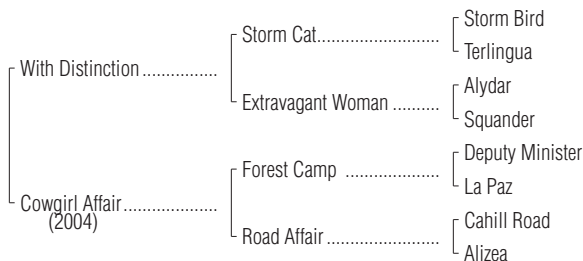 Storm Bird
Storm Cat..........................
Terlingua
With Distinction ................
Alydar
Extravagant Woman ..........
Squander
Deputy Minister
Forest Camp ....................
La Paz
Cowgirl Affair....................
(2004)
Cahill Road
Road Affair ........................
Alizea